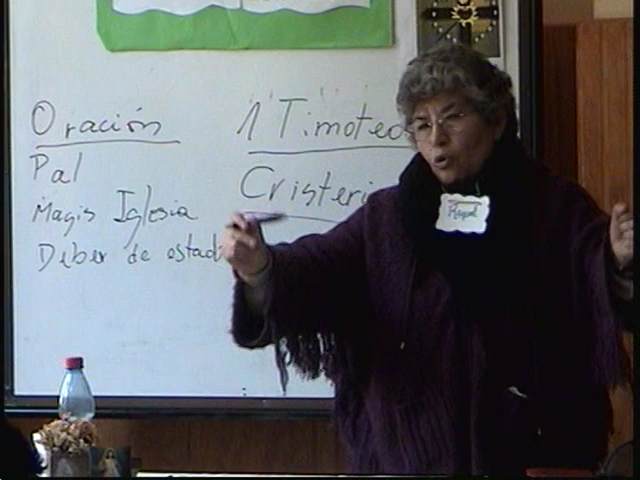 Oración
Pal
Magis Iglesia
Deber de estad
1 Timoteo
Cristeri
Raquel